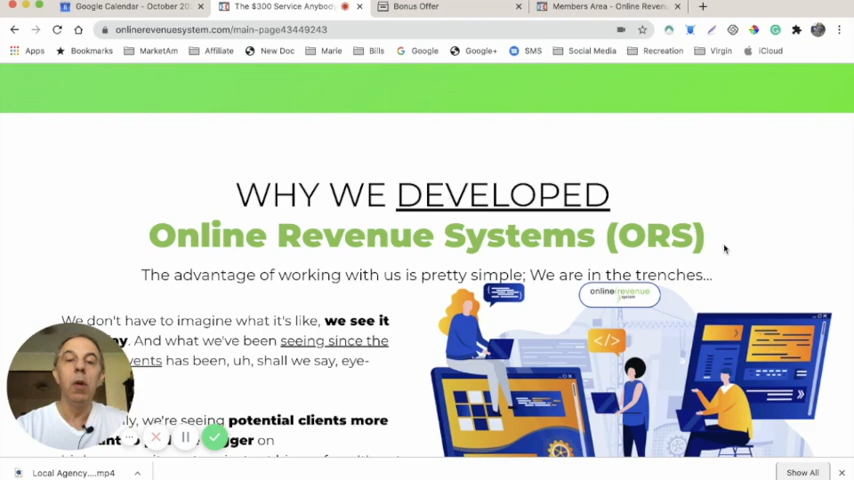 Google Calendar - October 202
The $300 Service Anybody
Bonus Offer
Members Area - Online Revenu
onlinerevenuesystem.com/main-page43449243
Apps
Bookmarks
MarketAm
Affiliate
New Doc
Marie
Bills
Google
Google+
SMS
Social Media
Recreation
Virgin
iCloud
WHY WE DEVELOPED
Online Revenue Systems (ORS)
The advantage of working with us is pretty simple; We are in the trenches...
We don't have to imagine what it's like, we see it
And what we've been seeing since the
has been, uh, shall we say, eye-
we're seeing potential clients more
on
online revenue
system
</>
Local Agency....mp4
Show All